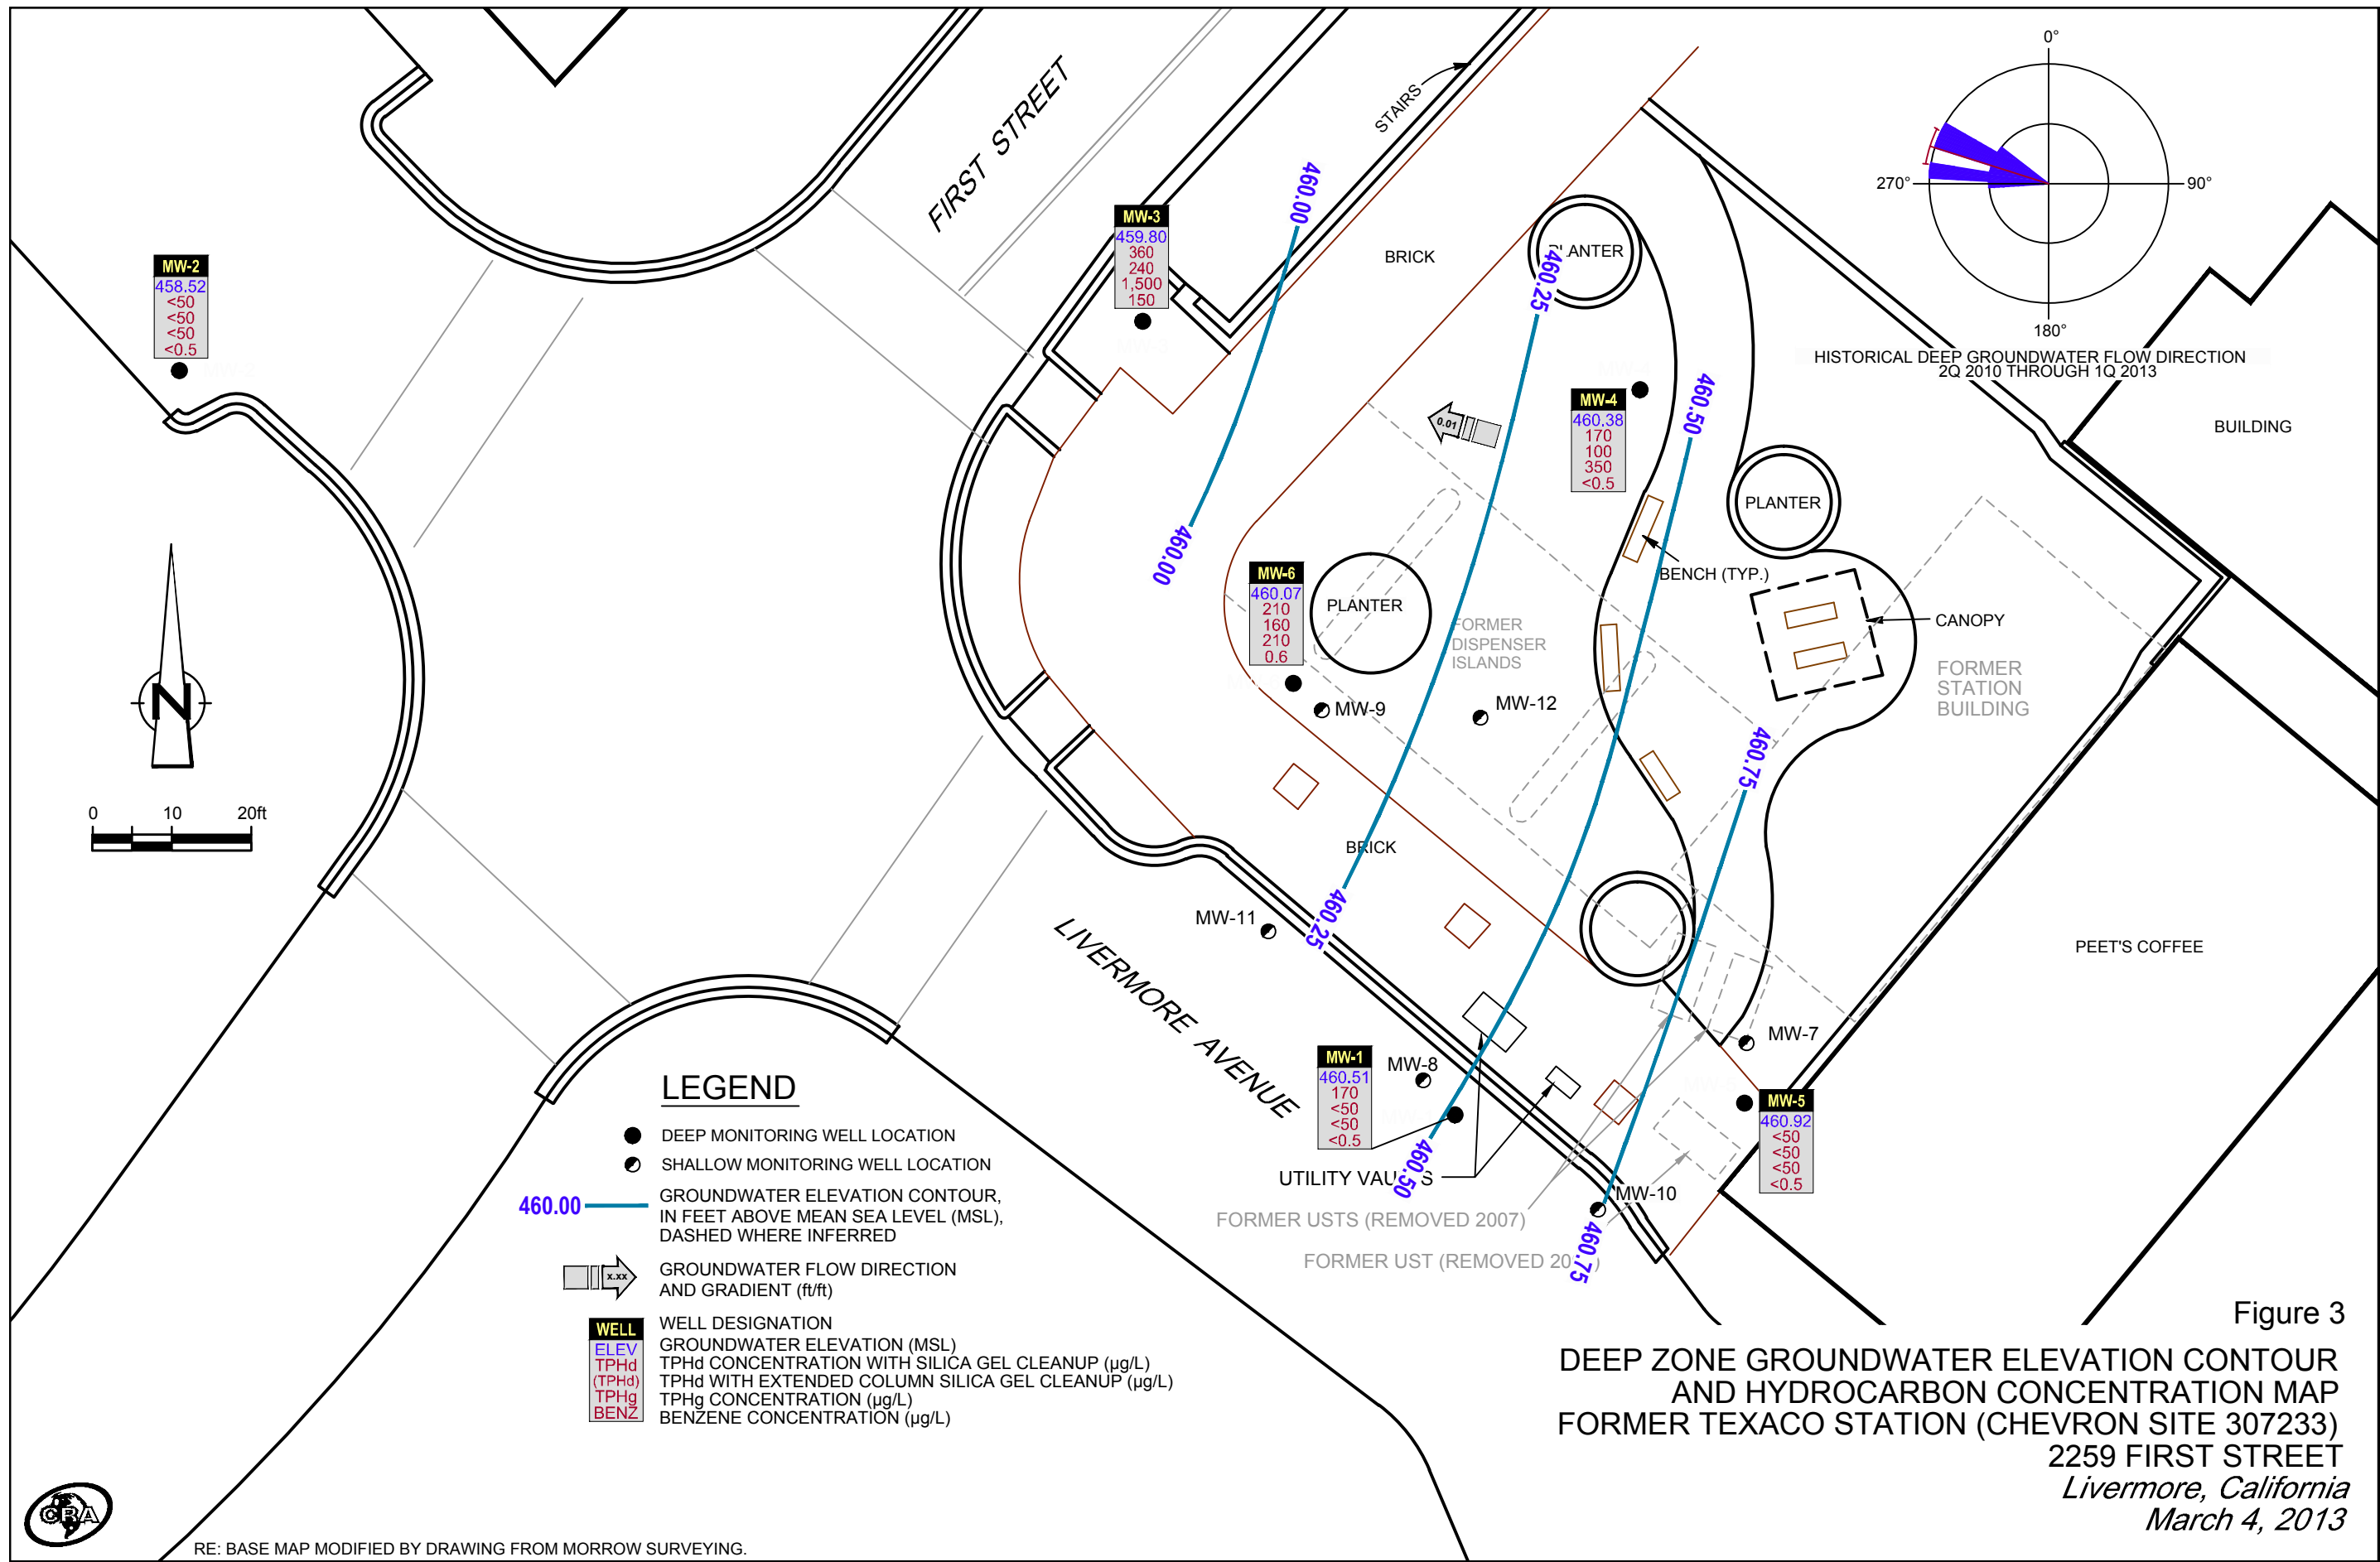 FIRST STREET
STAIRS
0°
270°
90°
180°
HISTORICAL DEEP GROUNDWATER FLOW DIRECTION
2Q 2010 THROUGH 1Q 2013
MW-2
458.52
<50
<50
<50
<0.5
MW-3
459.80
360
240
1,500
150
460.00
BRICK
PLANTER
460.25
460.50
MW-4
460.38
170
100
350
<0.5
0.01
BUILDING
PLANTER
BENCH (TYP.)
460.00
MW-6
460.07
210
160
210
0.6
PLANTER
FORMER
DISPENSER
ISLANDS
CANOPY
FORMER
STATION
BUILDING
MW-9
MW-12
460.75
N
0 10 20ft
BRICK
460.25
MW-11
LIVERMORE AVENUE
PEET'S COFFEE
MW-7
MW-8
MW-1
460.51
170
<50
<50
<0.5
MW-5
460.92
<50
<50
<50
<0.5
460.50
UTILITY VAULTS
MW-10
FORMER USTS (REMOVED 2007)
FORMER UST (REMOVED 20
460.75
LEGEND
DEEP MONITORING WELL LOCATION
SHALLOW MONITORING WELL LOCATION
460.00
GROUNDWATER ELEVATION CONTOUR,
IN FEET ABOVE MEAN SEA LEVEL (MSL),
DASHED WHERE INFERRED
x.xx
GROUNDWATER FLOW DIRECTION
AND GRADIENT (ft/ft)
WELL WELL DESIGNATION
ELEV GROUNDWATER ELEVATION (MSL)
TPHd TPHd CONCENTRATION WITH SILICA GEL CLEANUP (µg/L)
(TPHd) TPHd WITH EXTENDED COLUMN SILICA GEL CLEANUP (µg/L)
TPHg TPHg CONCENTRATION (µg/L)
BENZ BENZENE CONCENTRATION (µg/L)
Figure 3
DEEP ZONE GROUNDWATER ELEVATION CONTOUR
AND HYDROCARBON CONCENTRATION MAP
FORMER TEXACO STATION (CHEVRON SITE 307233)
2259 FIRST STREET
Livermore, California
March 4, 2013
CRA
RE: BASE MAP MODIFIED BY DRAWING FROM MORROW SURVEYING.